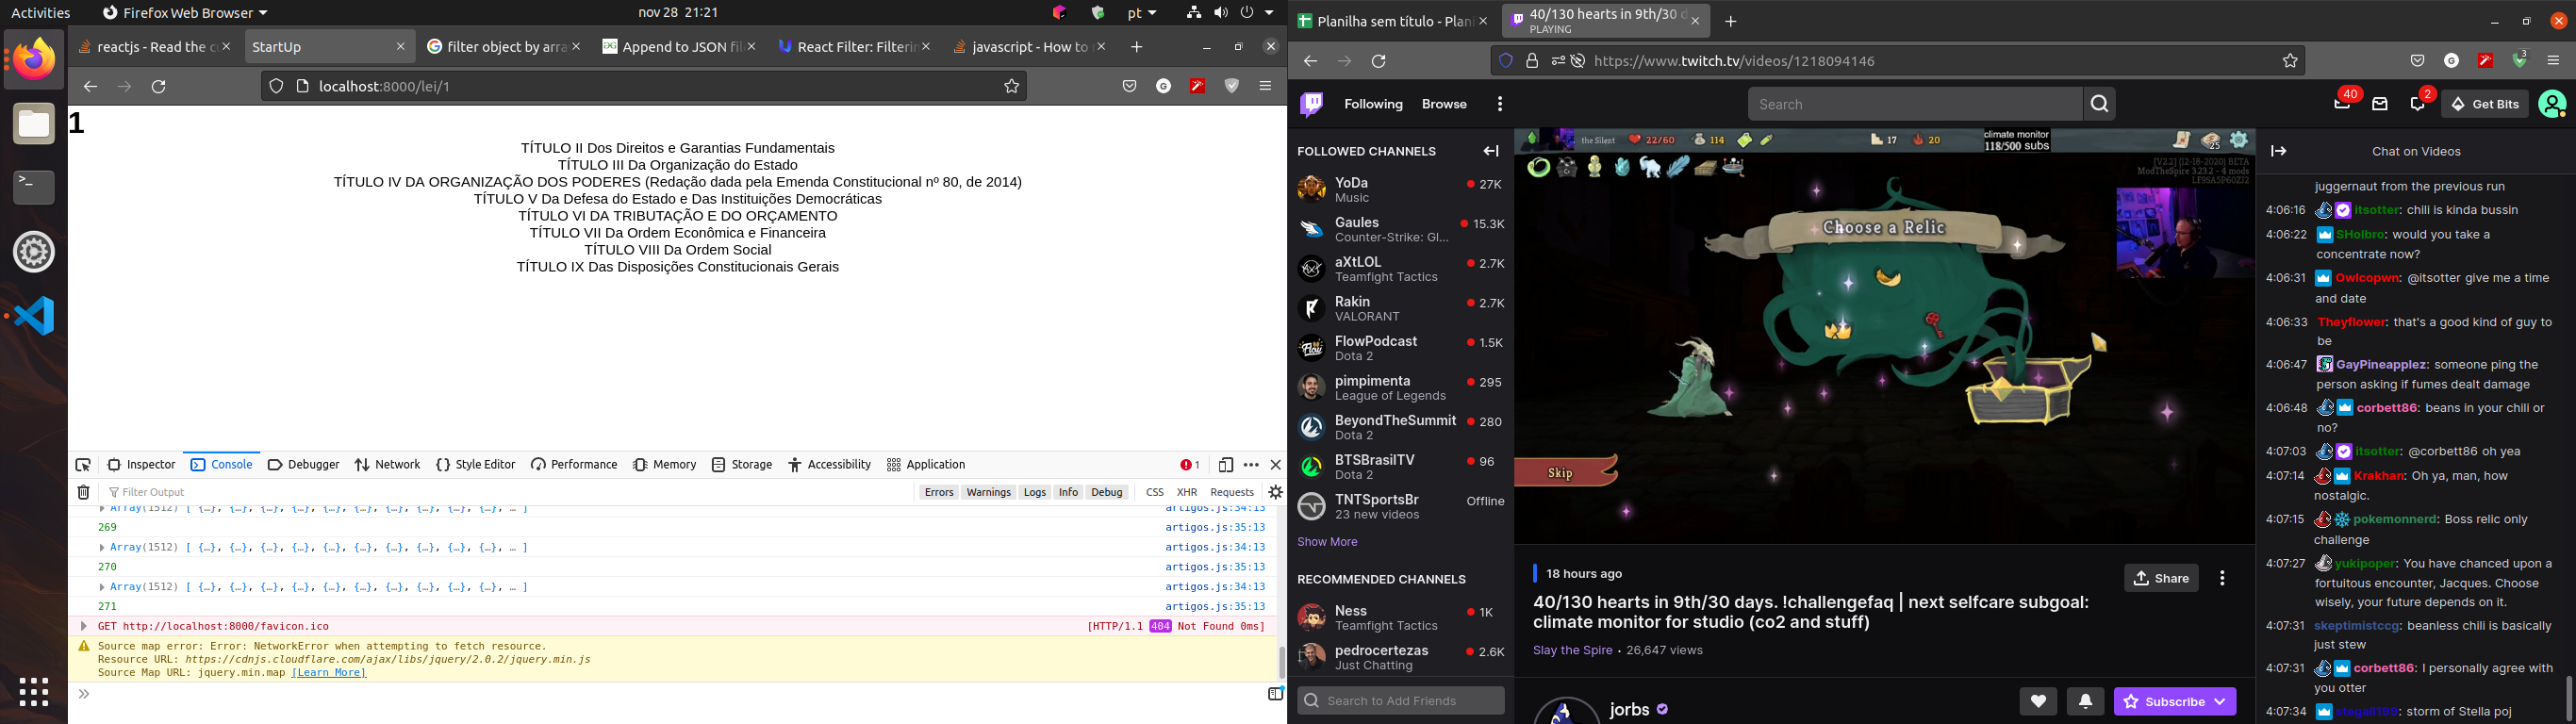 Activities
Firefox Web Browser
nov 28 21:21
pt
reactjs - Read the c
StartUp
filter object by arra
Append to JSON fil
React Filter: Filterin
javascript - How to
localhost:8000/lei/1
1
TÍTULO II Dos Direitos e Garantias Fundamentais
TÍTULO III Da Organização do Estado
TÍTULO IV DA ORGANIZAÇÃO DOS PODERES (Redação dada pela Emenda Constitucional nº 80, de 2014)
TÍTULO V Da Defesa do Estado e Das Instituições Democráticas
TÍTULO VI DA TRIBUTAÇÃO E DO ORÇAMENTO
TÍTULO VII Da Ordem Econômica e Financeira
TÍTULO VIII Da Ordem Social
TÍTULO IX Das Disposições Constitucionais Gerais
Inspector
Console
Debugger
Network
Style Editor
Performance
Memory
Storage
Accessibility
Application
1
Filter Output
Errors
Warnings
Logs
Info
Debug
CSS
XHR
Requests
Array(1512) [ {…}, {…}, {…}, {…}, {…}, {…}, {…}, {…}, {…}, {…}, … ] artigos.js:34:13
269 artigos.js:35:13
Array(1512) [ {…}, {…}, {…}, {…}, {…}, {…}, {…}, {…}, {…}, {…}, … ] artigos.js:34:13
270 artigos.js:35:13
Array(1512) [ {…}, {…}, {…}, {…}, {…}, {…}, {…}, {…}, {…}, {…}, … ] artigos.js:34:13
271 artigos.js:35:13
GET http://localhost:8000/favicon.ico [HTTP/1.1 404 Not Found 0ms]
Source map error: Error: NetworkError when attempting to fetch resource.
Resource URL: https://cdnjs.cloudflare.com/ajax/libs/jquery/2.0.2/jquery.min.js
Source Map URL: jquery.min.map [Learn More]
Planilha sem título - Plani
40/130 hearts in 9th/30 d
PLAYING
https://www.twitch.tv/videos/1218094146
3
Following
Browse
Search
40
2
Get Bits
FOLLOWED CHANNELS
YoDa 27K
Music
Gaules 15.3K
Counter-Strike: Gl...
aXtLOL 2.7K
Teamfight Tactics
Rakin 2.7K
VALORANT
FlowPodcast 1.5K
Dota 2
pimpimenta 295
League of Legends
BeyondTheSummit 280
Dota 2
BTSBrasilTV 96
Dota 2
TNTSportsBr Offline
23 new videos
Show More
RECOMMENDED CHANNELS
Ness 1K
Teamfight Tactics
pedrocertezas 2.6K
Just Chatting
Search to Add Friends
the Silent
22/60
114
17
20
climate monitor
118/500 subs
25
[V2.2] (12-18-2020) BETA
ModTheSpire 3.23.2 - 4 mods
LF9SA5P60ZJ2
Choose a Relic
Skip
18 hours ago
Share
40/130 hearts in 9th/30 days. !challengefaq | next selfcare subgoal:
climate monitor for studio (co2 and stuff)
Slay the Spire · 26,647 views
jorbs
Subscribe
Chat on Videos
juggernaut from the previous run
4:06:16 itsotter: chili is kinda bussin
4:06:22 SHolbro: would you take a
concentrate now?
4:06:31 Owlcopwn: @itsotter give me a time
and date
4:06:33 Theyflower: that's a good kind of guy to
be
4:06:47 GayPineapplez: someone ping the
person asking if fumes dealt damage
4:06:48 corbett86: beans in your chili or
no?
4:07:03 itsotter: @corbett86 oh yea
4:07:14 Krakhan: Oh ya, man, how
nostalgic.
4:07:15 pokemonnerd: Boss relic only
challenge
4:07:27 yukipoper: You have chanced upon a
fortuitous encounter, Jacques. Choose
wisely, your future depends on it.
4:07:31 skeptimistccg: beanless chili is basically
just stew
4:07:31 corbett86: I personally agree with
you otter
4:07:34 stegall199: storm of Stella poj